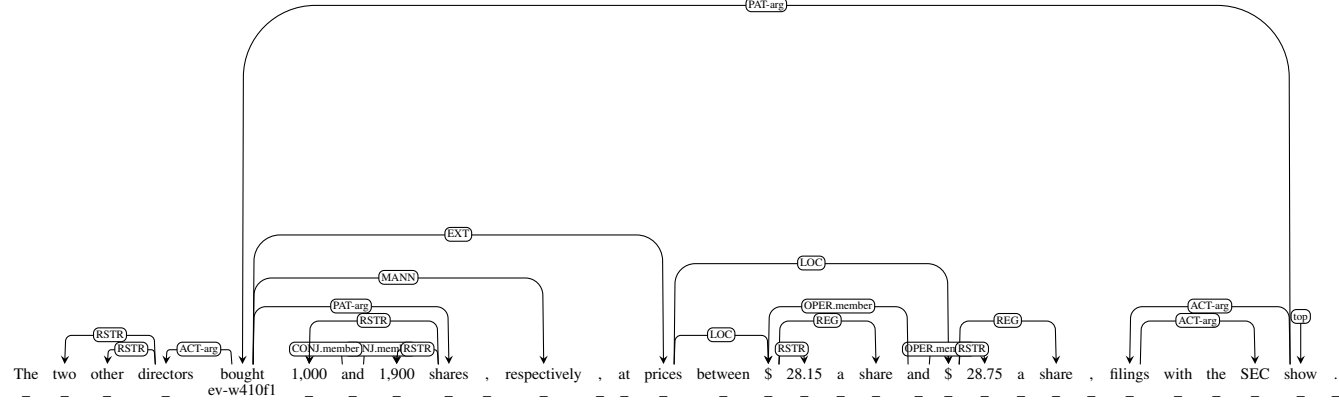 PAT-arg
EXT
LOC
MANN
PAT-arg OPER.member ACT-arg
RSTR REG REG ACT-arg top
RSTR LOC
RSTR ACT-arg CONJ.member RSTR RSTR RSTR
The two other directors bought 1,000 and 1,900 shares , respectively , at prices between $ 28.15 a share and $ 28.75 a share , filings with the SEC show .
_ _ _ _ ev-w410f1 _ _ _ _ _ _ _ _ _ _ _ _ _ _ _ _ _ _ _ _ _ _ _ _ _ _